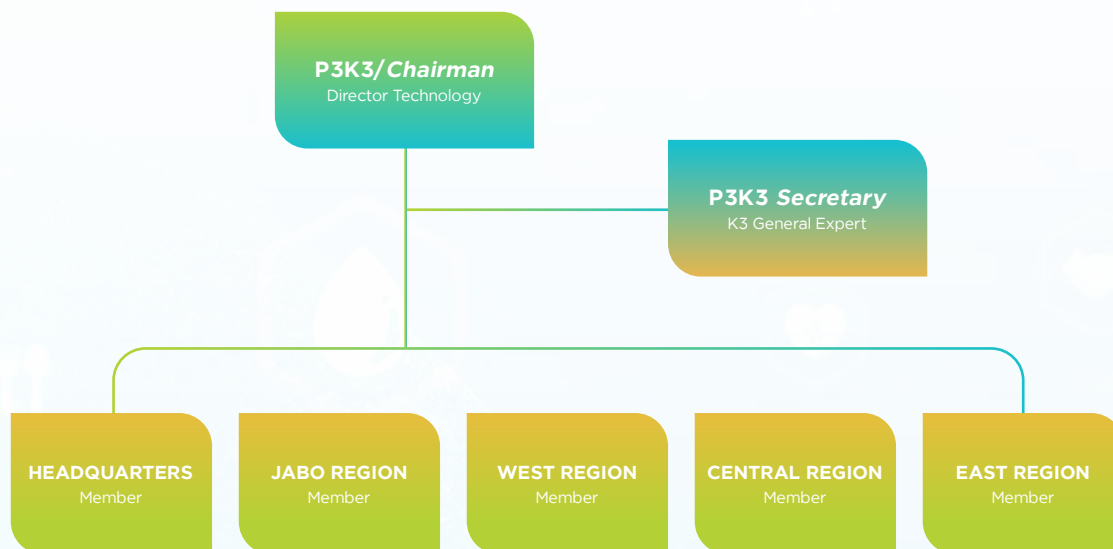 P3K3/Chairman
Director Technology
P3K3 Secretary
K3 General Expert
HEADQUARTERS
Member
JABO REGION
Member
WEST REGION
Member
CENTRAL REGION
Member
EAST REGION
Member